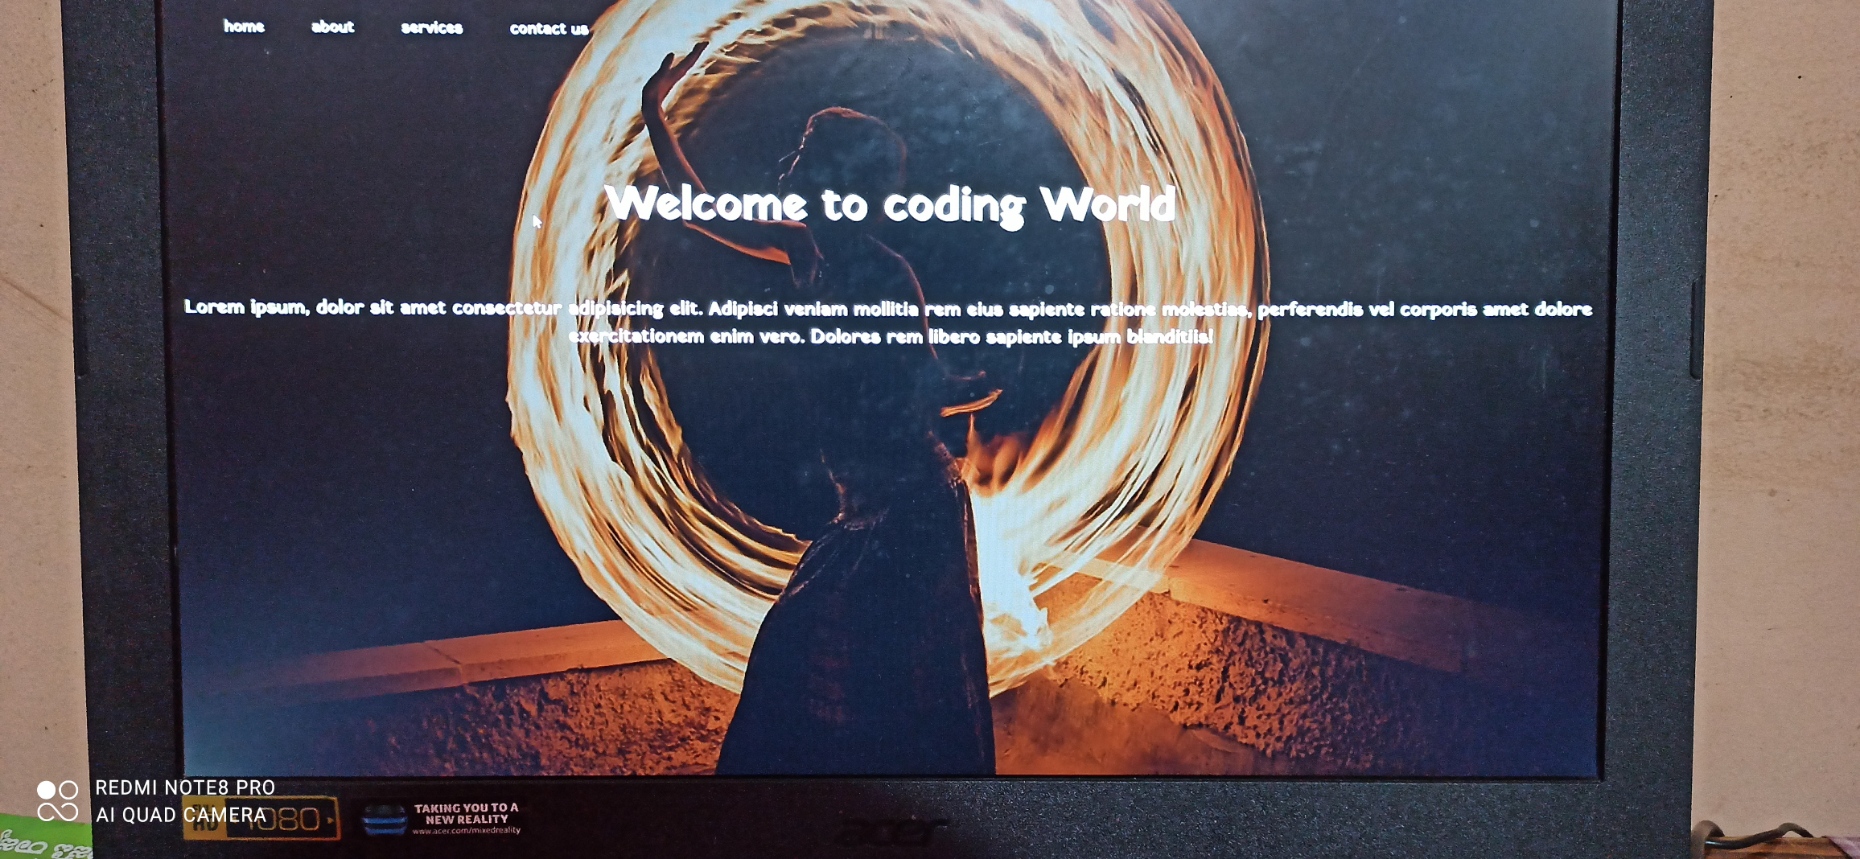 home about services contact us
Welcome to coding World
Lorem ipsum, dolor sit amet consectetur adipisicing elit. Adipisci veniam mollitia rem eius sapiente ratione molestias, perferendis vel corporis amet dolore
exercitationem enim vero. Dolores rem libero sapiente ipsum blanditiis!
REDMI NOTE8 PRO
AI QUAD CAMERA
HD 1080
TAKING YOU TO A
NEW REALITY
www.acer.com/mixedreality
acer